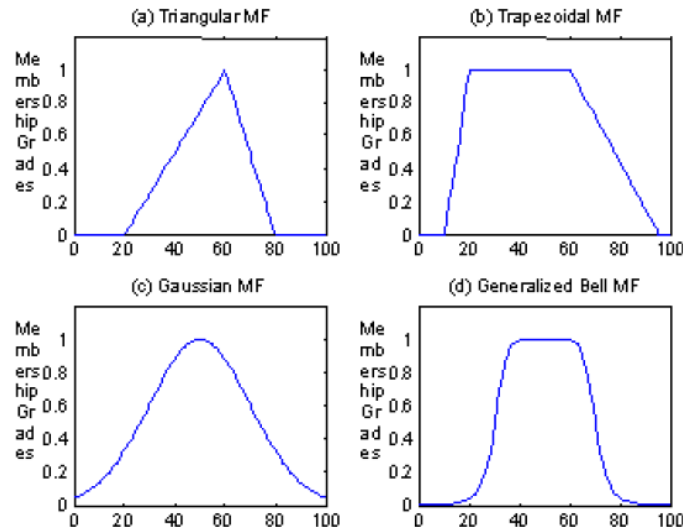 (a) Triangular MF
Me
mb
ers
hip
Gr
ad
es
1
0.8
0.6
0.4
0.2
0
0 20 40 60 80 100
(b) Trapezoidal MF
Me
mb
ers
hip
Gr
ad
es
1
0.8
0.6
0.4
0.2
0
0 20 40 60 80 100
(c) Gaussian MF
Me
mb
ers
hip
Gr
ad
es
1
0.8
0.6
0.4
0.2
0
0 20 40 60 80 100
(d) Generalized Bell MF
Me
mb
ers
hip
Gr
ad
es
1
0.8
0.6
0.4
0.2
0
0 20 40 60 80 100